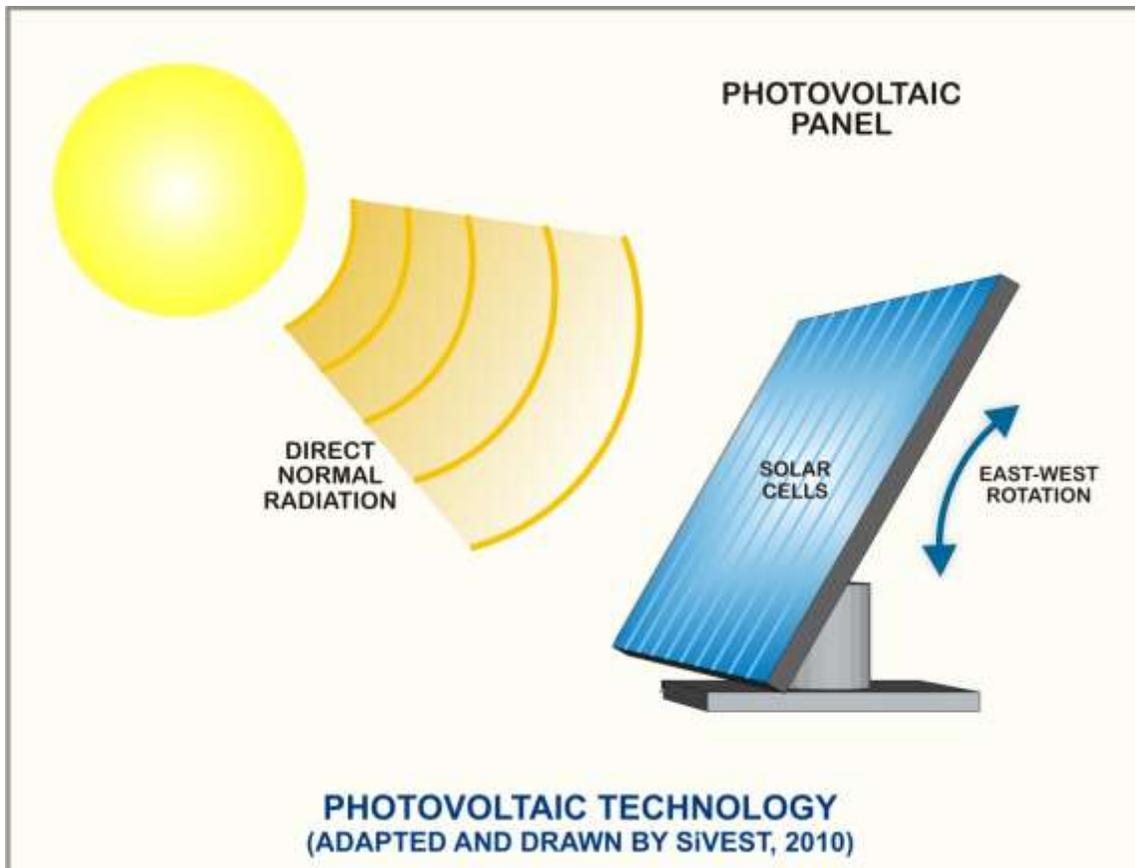 PHOTOVOLTAIC
PANEL
DIRECT
NORMAL
RADIATION
SOLAR
CELLS
EAST-WEST
ROTATION
PHOTOVOLTAIC TECHNOLOGY
(ADAPTED AND DRAWN BY SiVEST, 2010)